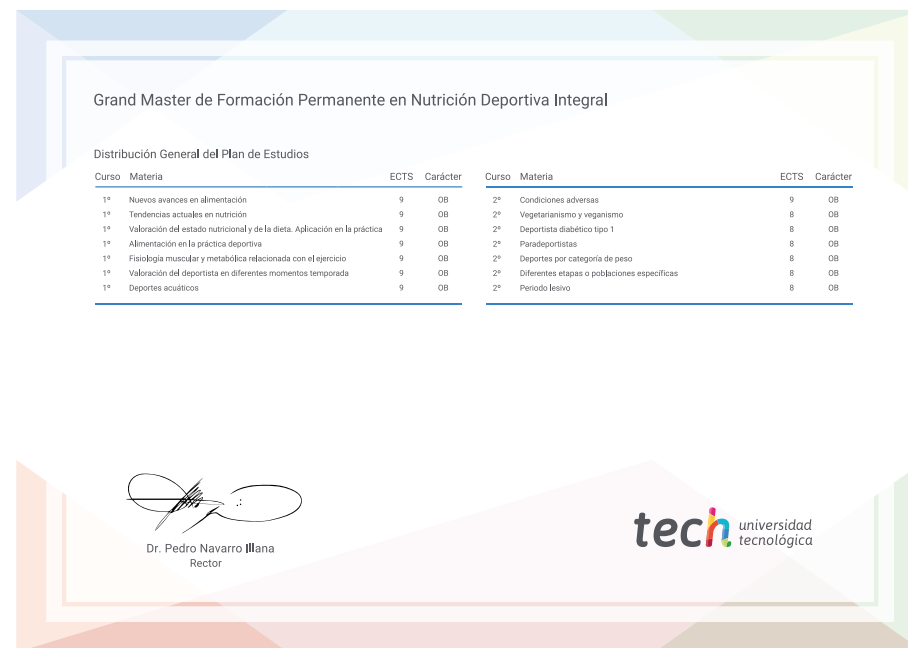 Grand Master de Formación Permanente en Nutrición Deportiva Integral
Distribución General del Plan de Estudios
Curso Materia ECTS Carácter
1º Nuevos avances en alimentación 9 OB
1º Tendencias actuales en nutrición 9 OB
1º Valoración del estado nutricional y de la dieta. Aplicación en la práctica 9 OB
1º Alimentación en la práctica deportiva 9 OB
1º Fisiología muscular y metabólica relacionada con el ejercicio 9 OB
1º Valoración del deportista en diferentes momentos temporada 9 OB
1º Deportes acuáticos 9 OB
Curso Materia ECTS Carácter
2º Condiciones adversas 9 OB
2º Vegetarianismo y veganismo 8 OB
2º Deportista diabético tipo 1 8 OB
2º Paradeportistas 8 OB
2º Deportes por categoría de peso 8 OB
2º Diferentes etapas o poblaciones específicas 8 OB
2º Periodo lesivo 8 OB
Dr. Pedro Navarro Illana
Rector
tech universidad
tecnológica